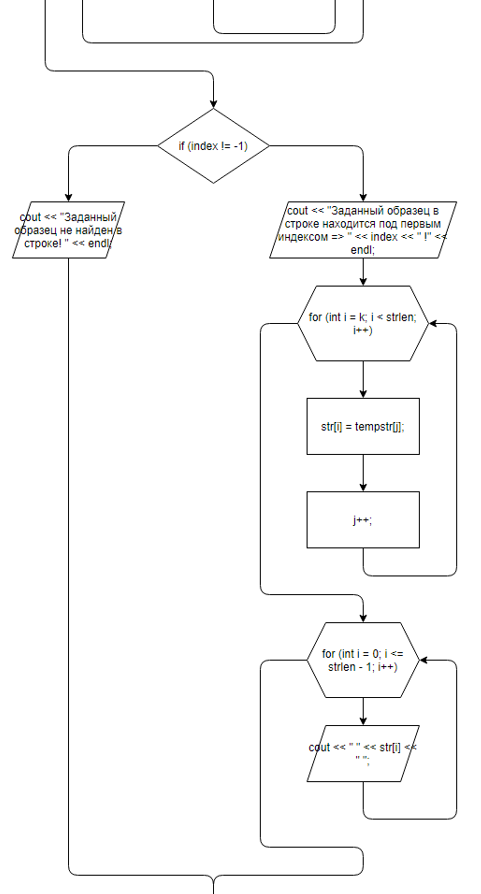 if (index != -1)
cout << "Заданный
образец не найден в
строке! " << endl;
cout << "Заданный образец в
строке находится под первым
индексом => " << index << " !" <<
endl;
for (int i = k; i < strlen;
i++)
str[i] = tempstr[j];
j++;
for (int i = 0; i <=
strlen - 1; i++)
cout << " " << str[i] <<
" ";